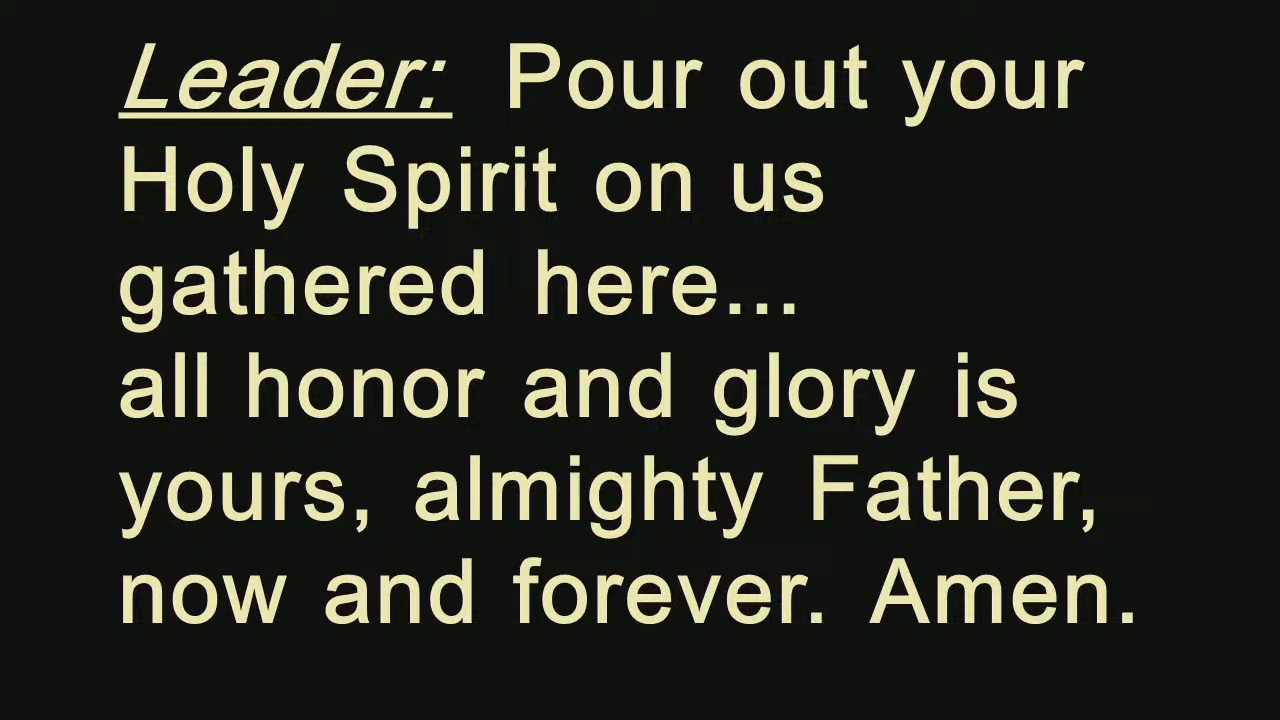 Leader: Pour out your
Holy Spirit on us
gathered here...
all honor and glory is
yours, almighty Father,
now and forever. Amen.